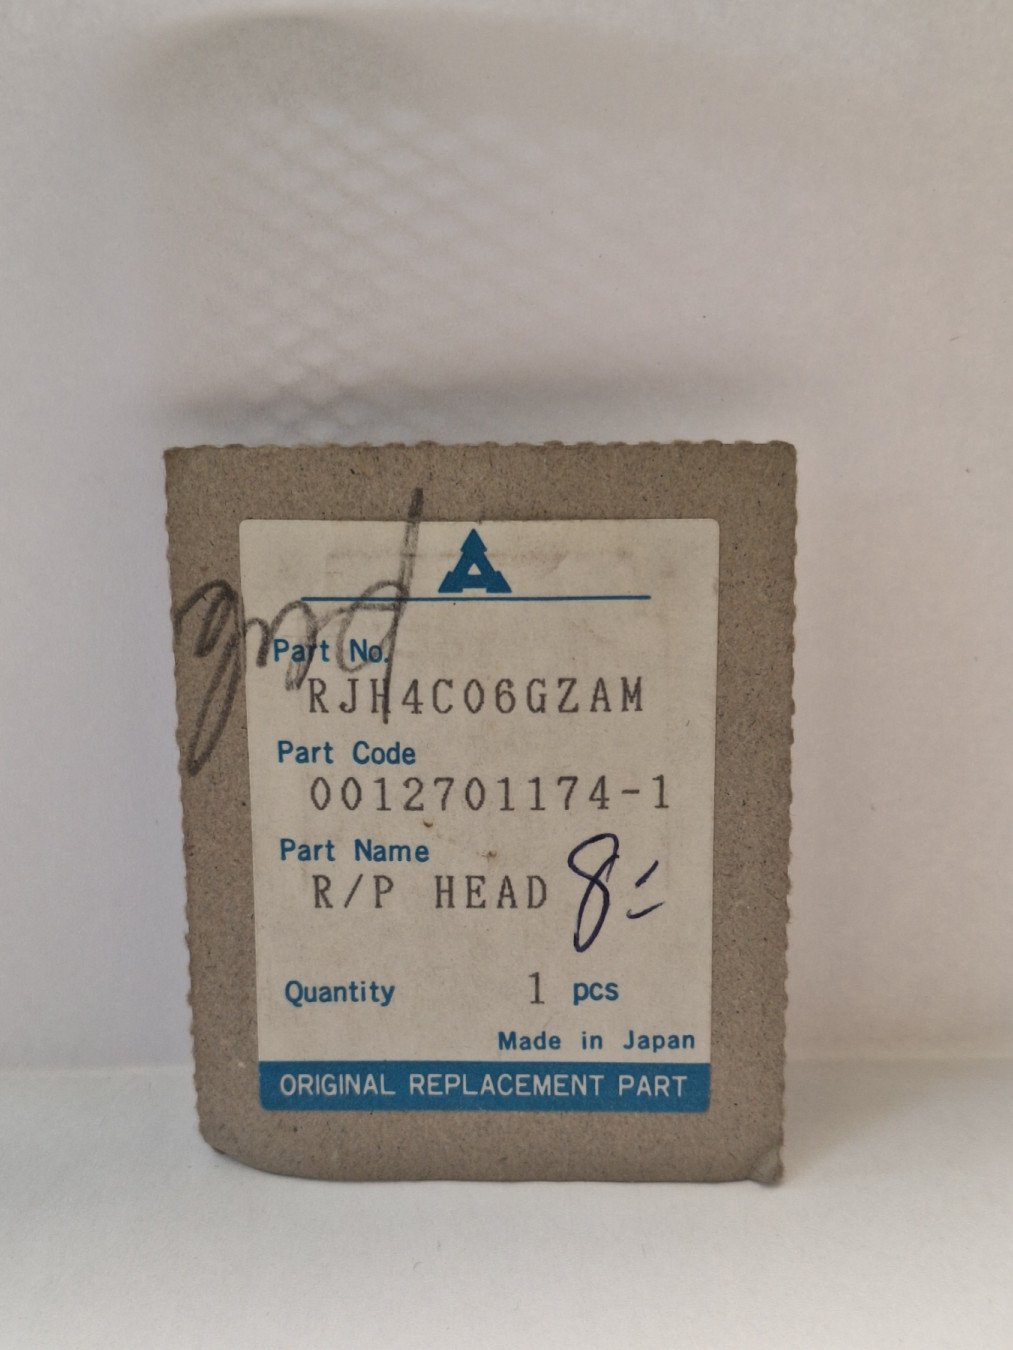 Part No.
RJH4C06GZAM
Part Code
0012701174-1
Part Name
R/P HEAD
8
Quantity 1 pcs
Made in Japan
ORIGINAL REPLACEMENT PART